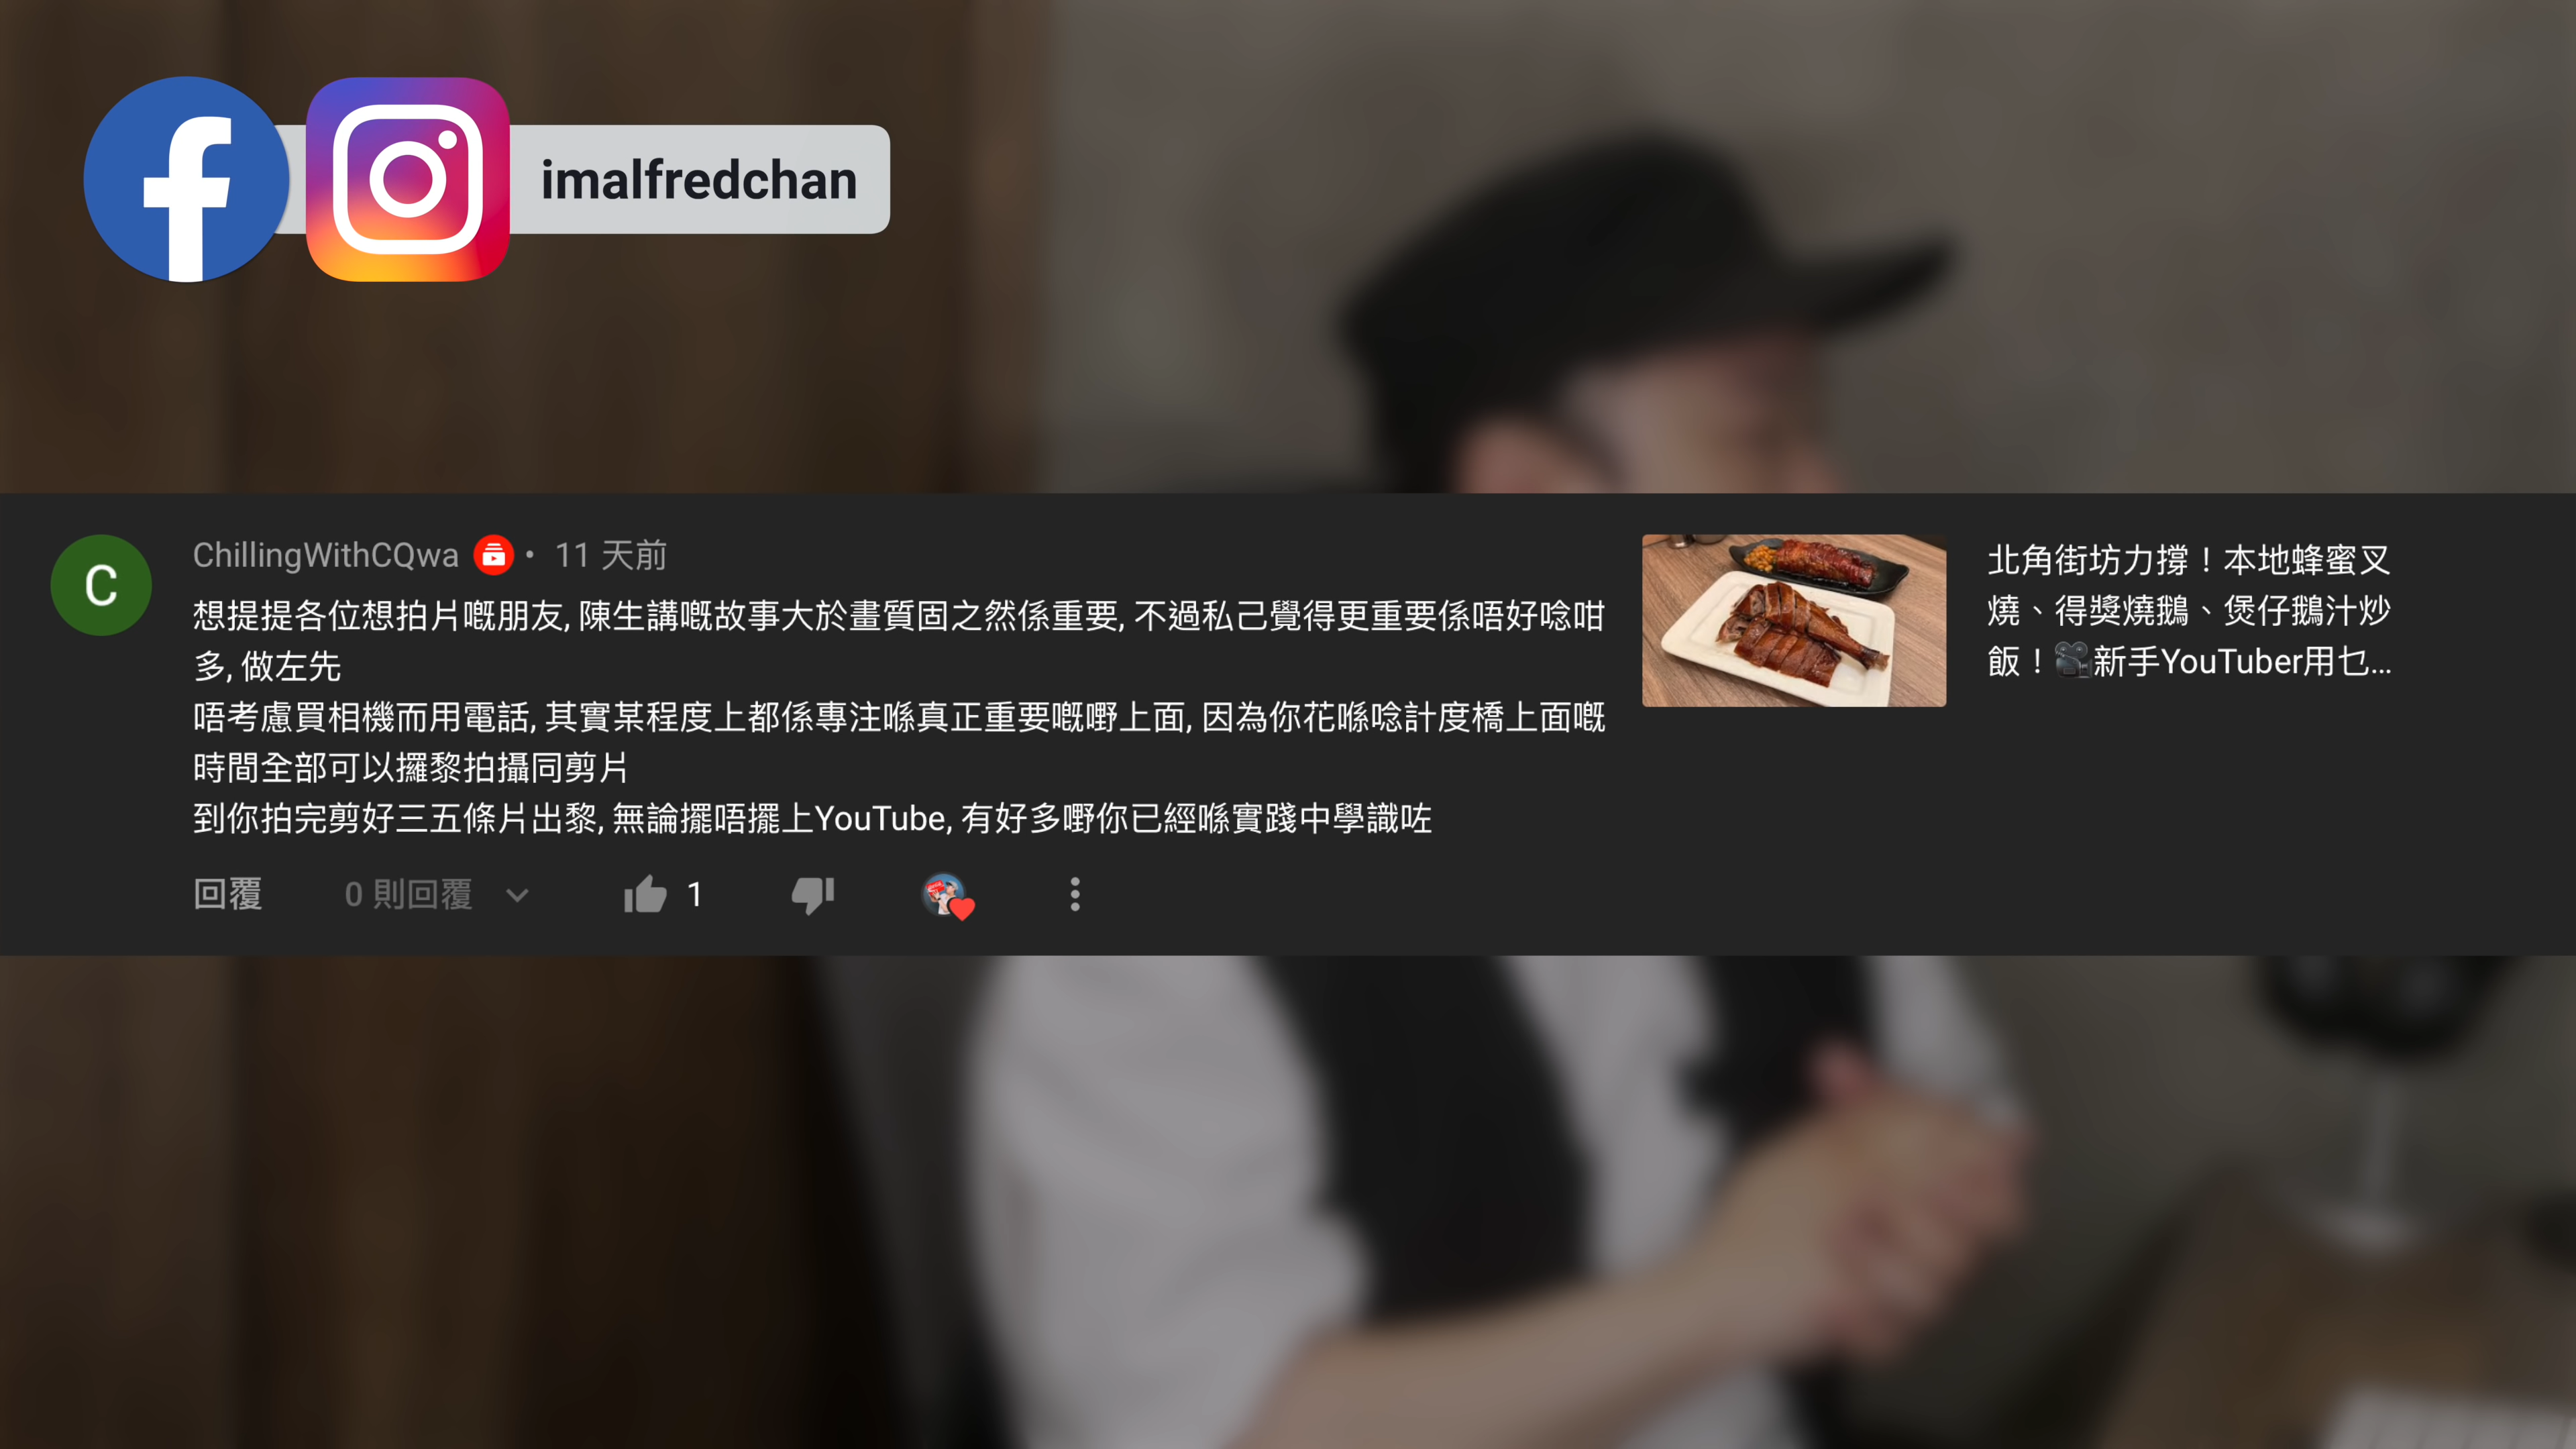 imalfredchan
ChillingWithCQwa • 11 天前
想提提各位想拍片嘅朋友, 陳生講嘅故事大於畫質固之然係重要, 不過私己覺得更重要係唔好唸咁
多, 做左先
唔考慮買相機而用電話, 其實某程度上都係專注喺真正重要嘅嘢上面, 因為你花喺唸計度橋上面嘅
時間全部可以攞黎拍攝同剪片
到你拍完剪好三五條片出黎, 無論擺唔擺上YouTube, 有好多嘢你已經喺實踐中學識咗
回覆
0 則回覆
1
C
北角街坊力撐！本地蜂蜜叉
燒、得獎燒鵝、煲仔鵝汁炒
飯！🎥新手YouTuber用乜...